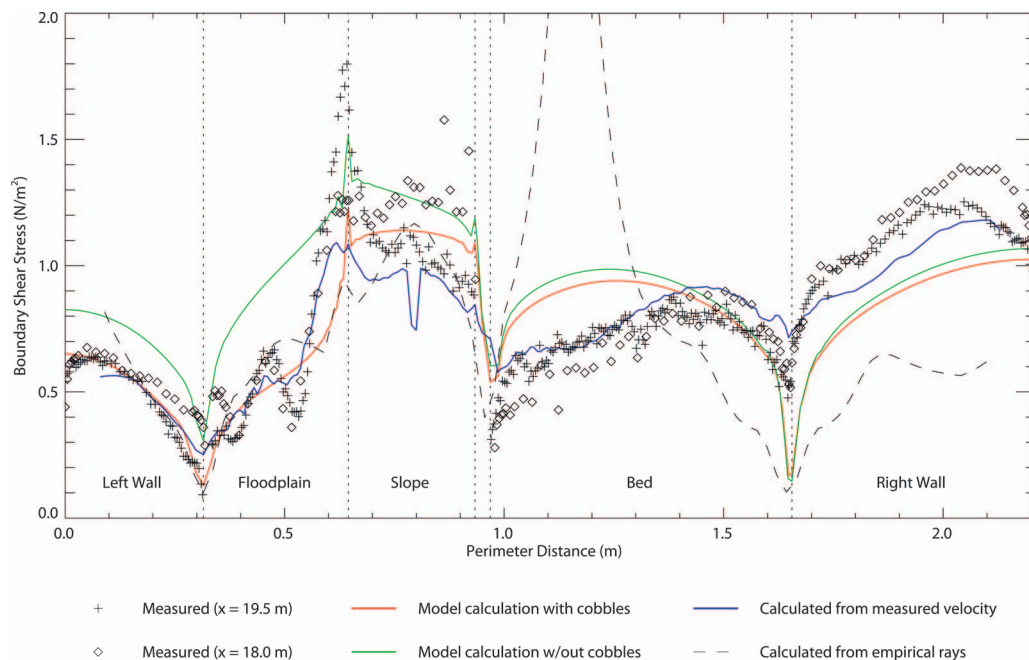 2.0
1.5
1.0
0.5
0.0
Boundary Shear Stress (N/m²)
Left Wall
Floodplain
Slope
Bed
Right Wall
0.0
0.5
1.0
1.5
2.0
Perimeter Distance (m)
Measured (x = 19.5 m)
Model calculation with cobbles
Calculated from measured velocity
Measured (x = 18.0 m)
Model calculation w/out cobbles
Calculated from empirical rays